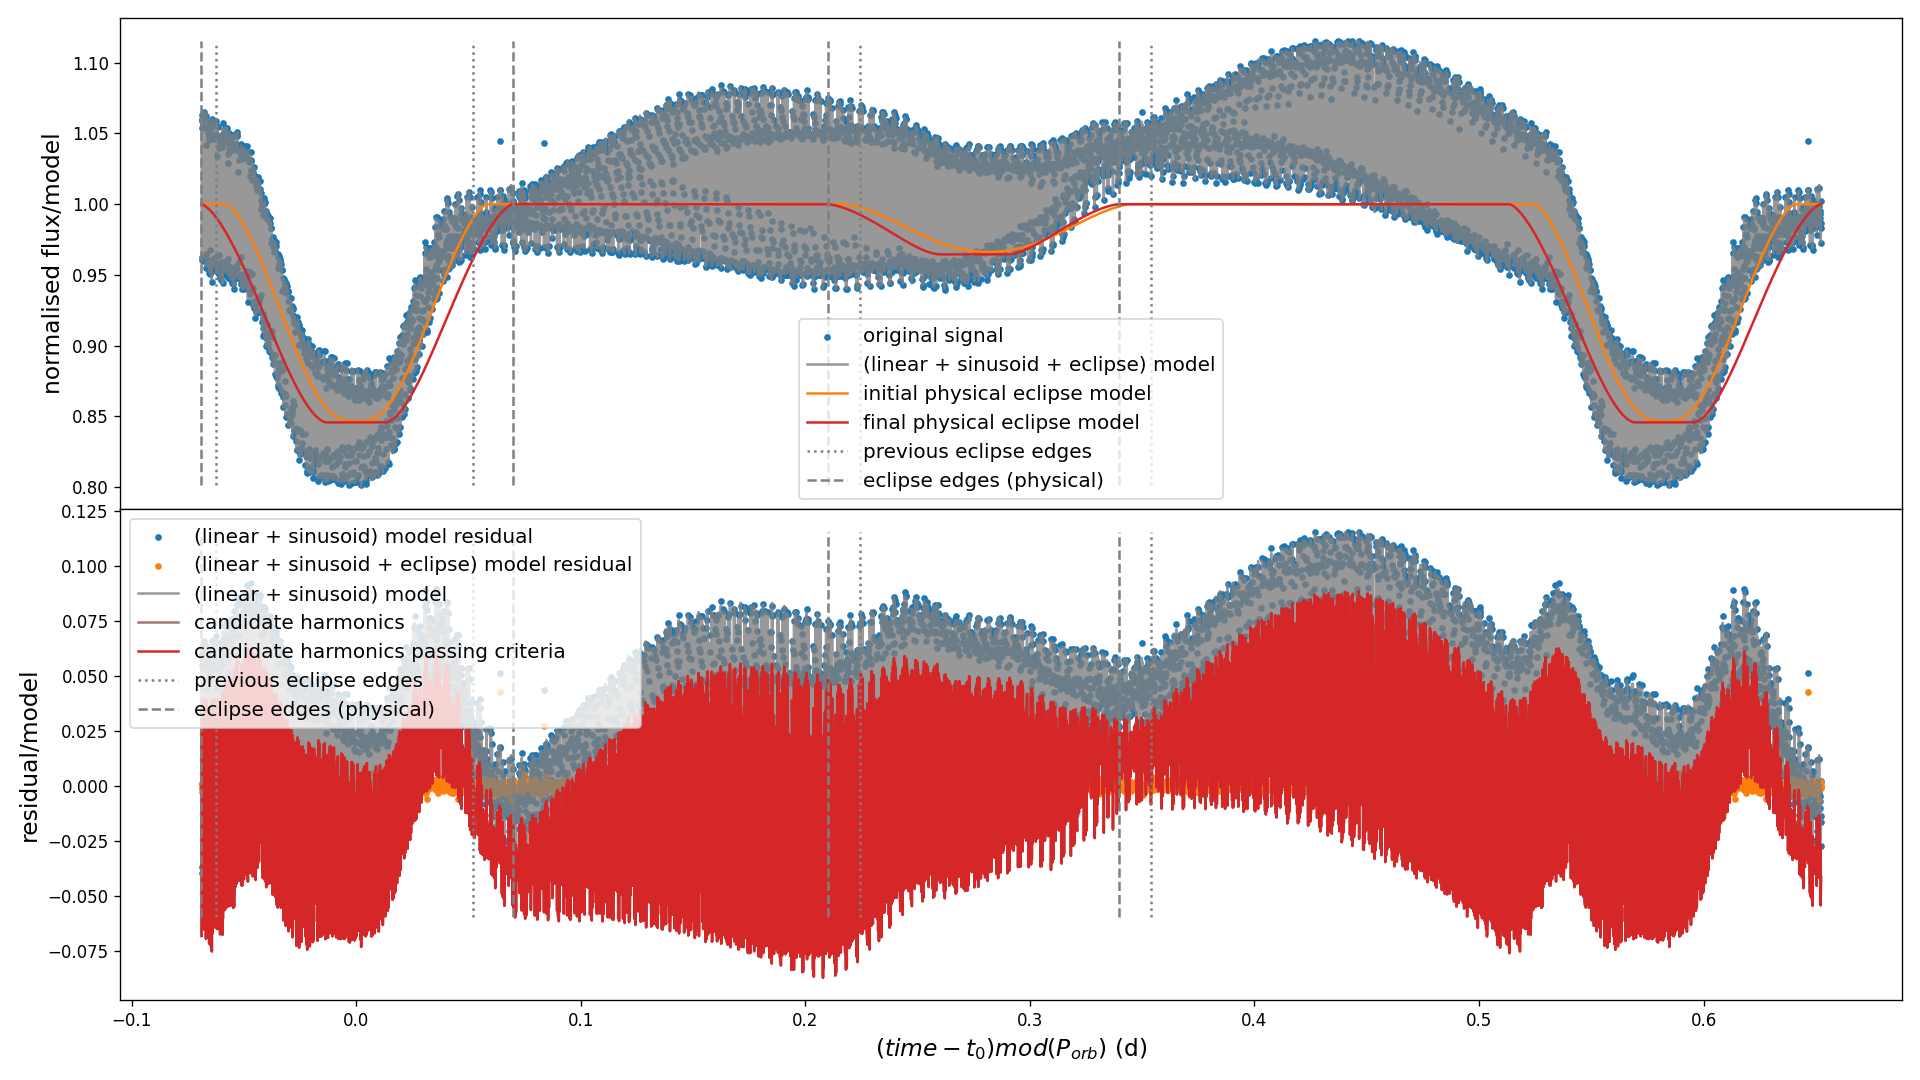 1.10
1.05
1.00
0.95
0.90
0.85
0.80
normalised flux/model
original signal
(linear + sinusoid + eclipse) model
initial physical eclipse model
final physical eclipse model
previous eclipse edges
eclipse edges (physical)
0.125
0.100
0.075
0.050
0.025
0.000
−0.025
−0.050
−0.075
residual/model
(linear + sinusoid) model residual
(linear + sinusoid + eclipse) model residual
(linear + sinusoid) model
candidate harmonics
candidate harmonics passing criteria
previous eclipse edges
eclipse edges (physical)
−0.1 0.0 0.1 0.2 0.3 0.4 0.5 0.6
(time − t₀)mod(Pₒᵣb) (d)